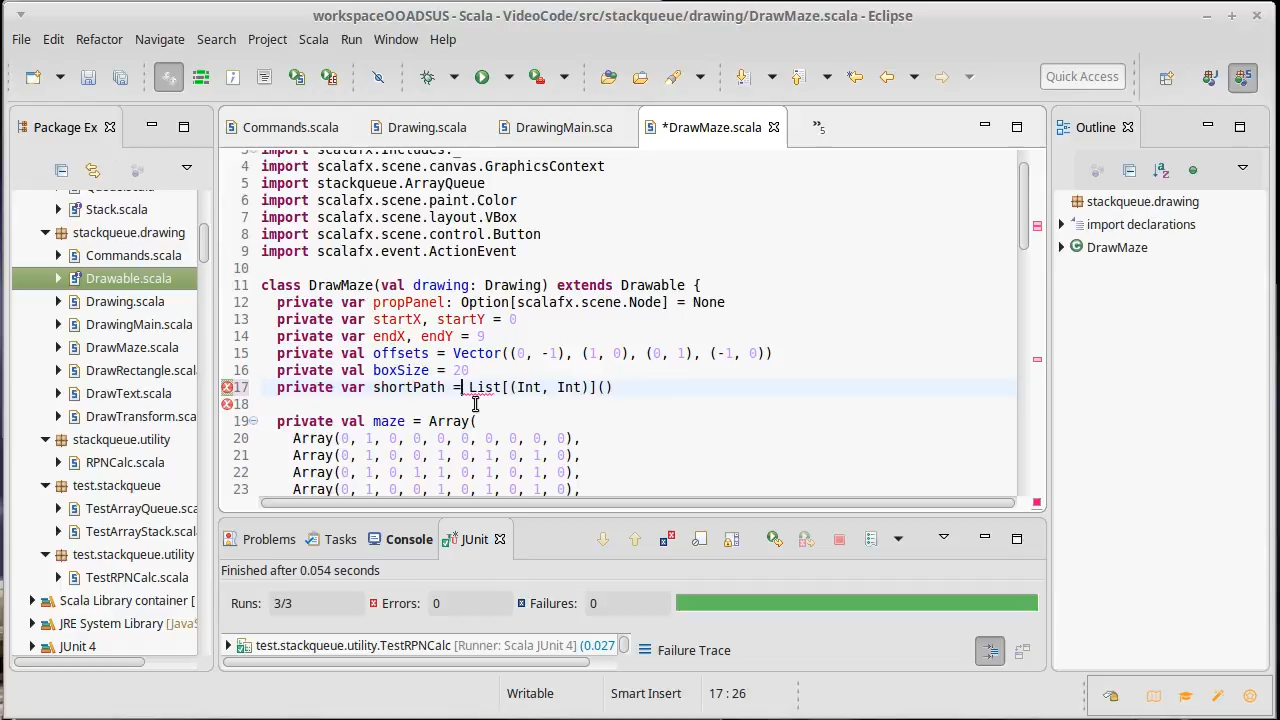 workspaceOOADSUS - Scala - VideoCode/src/stackqueue/drawing/DrawMaze.scala - Eclipse
File Edit Refactor Navigate Search Project Scala Run Window Help
Quick Access
Package Ex
Commands.scala Drawing.scala DrawingMain.sca *DrawMaze.scala »5
Outline
Queue.scala
Stack.scala
stackqueue.drawing
Commands.scala
Drawable.scala
Drawing.scala
DrawingMain.scala
DrawMaze.scala
DrawRectangle.scala
DrawText.scala
DrawTransform.scala
stackqueue.utility
RPNCalc.scala
test.stackqueue
TestArrayQueue.sca
TestArrayStack.scal
test.stackqueue.utility
TestRPNCalc.scala
Scala Library container [
JRE System Library [JavaS
JUnit 4
3 import scalafx.Includes._
4 import scalafx.scene.canvas.GraphicsContext
5 import stackqueue.ArrayQueue
6 import scalafx.scene.paint.Color
7 import scalafx.scene.layout.VBox
8 import scalafx.scene.control.Button
9 import scalafx.event.ActionEvent
10
11 class DrawMaze(val drawing: Drawing) extends Drawable {
12 private var propPanel: Option[scalafx.scene.Node] = None
13 private var startX, startY = 0
14 private var endX, endY = 9
15 private val offsets = Vector((0, -1), (1, 0), (0, 1), (-1, 0))
16 private val boxSize = 20
17 private var shortPath = List[(Int, Int)]()
18
19 private val maze = Array(
20 Array(0, 1, 0, 0, 0, 0, 0, 0, 0, 0),
21 Array(0, 1, 0, 0, 1, 0, 1, 0, 1, 0),
22 Array(0, 1, 0, 1, 1, 0, 1, 0, 1, 0),
23 Array(0, 1, 0, 0, 1, 0, 1, 0, 1, 0),
stackqueue.drawing
import declarations
DrawMaze
Problems Tasks Console JUnit
Finished after 0.054 seconds
Runs: 3/3 Errors: 0 Failures: 0
test.stackqueue.utility.TestRPNCalc [Runner: Scala JUnit 4] (0.027
Failure Trace
Writable Smart Insert 17 : 26